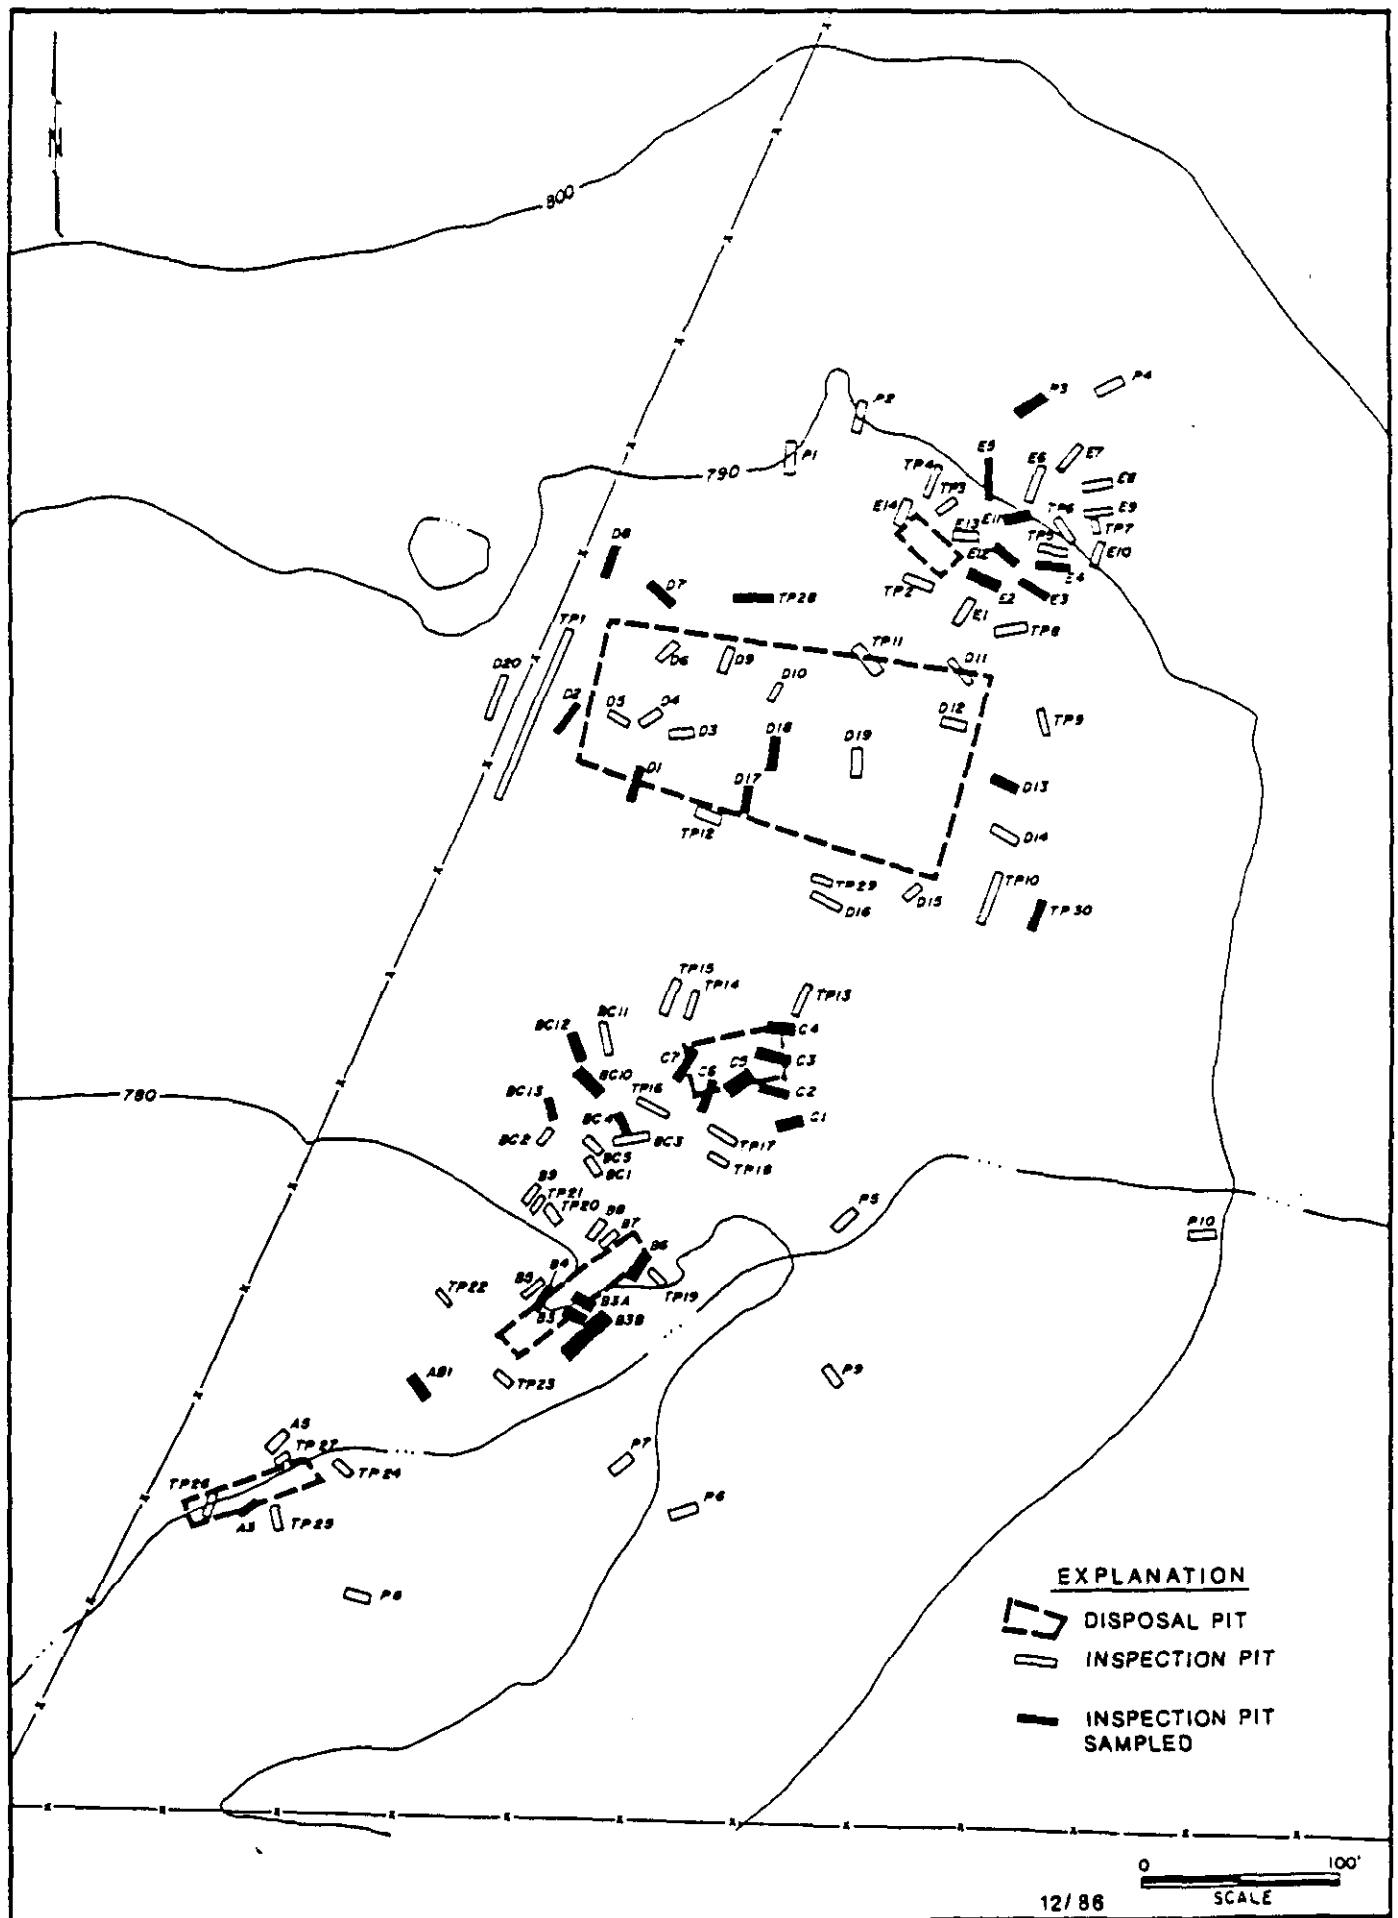 N
800
P3
P4
P2
P1
790
E5
E6
E7
TP4
TP3
E8
E14
E11
TP6
E9
E13
TP7
D8
E12
TP5
E10
E4
D7
TP2
E2
E3
TP28
E1
TP1
TP11
TP8
D6
D9
D11
D20
D10
D2
D5
D4
D12
TP9
D3
D18
D19
D1
D17
D13
TP12
D14
TP29
TP10
D15
D16
TP30
TP15
TP14
TP13
BC12
BC11
C4
C7
C5
C3
BC10
C6
780
BC13
TP16
C2
BC4
C1
BC2
BC3
TP17
BC5
TP18
BC1
B9
TP21
TP20
B8
P5
B7
P10
B6
B4
B5
TP22
TP19
B3A
B3
B3B
P9
AB1
TP23
A5
TP27
P7
TP24
TP26
P6
A3
TP25
P8
EXPLANATION
DISPOSAL PIT
INSPECTION PIT
INSPECTION PIT
SAMPLED
0 100'
SCALE
12/86